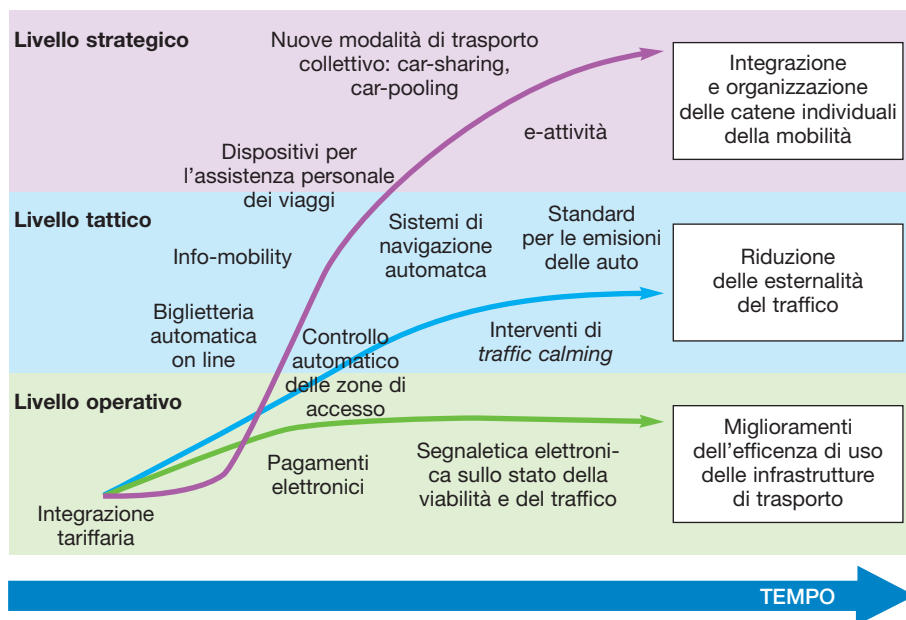 Livello strategico
Nuove modalità di trasporto
collettivo: car-sharing,
car-pooling
Integrazione
e organizzazione
delle catene individuali
della mobilità
e-attività
Dispositivi per
l'assistenza personale
dei viaggi
Livello tattico
Info-mobility
Sistemi di
navigazione
automatca
Standard
per le emisioni
delle auto
Riduzione
delle esternalità
del traffico
Biglietteria
automatica
on line
Controllo
automatico
delle zone di
accesso
Interventi di
traffic calming
Livello operativo
Pagamenti
elettronici
Segnaletica elettroni-
ca sullo stato della
viabilità e del traffico
Miglioramenti
dell'efficenza di uso
delle infrastrutture
di trasporto
Integrazione
tariffaria
TEMPO